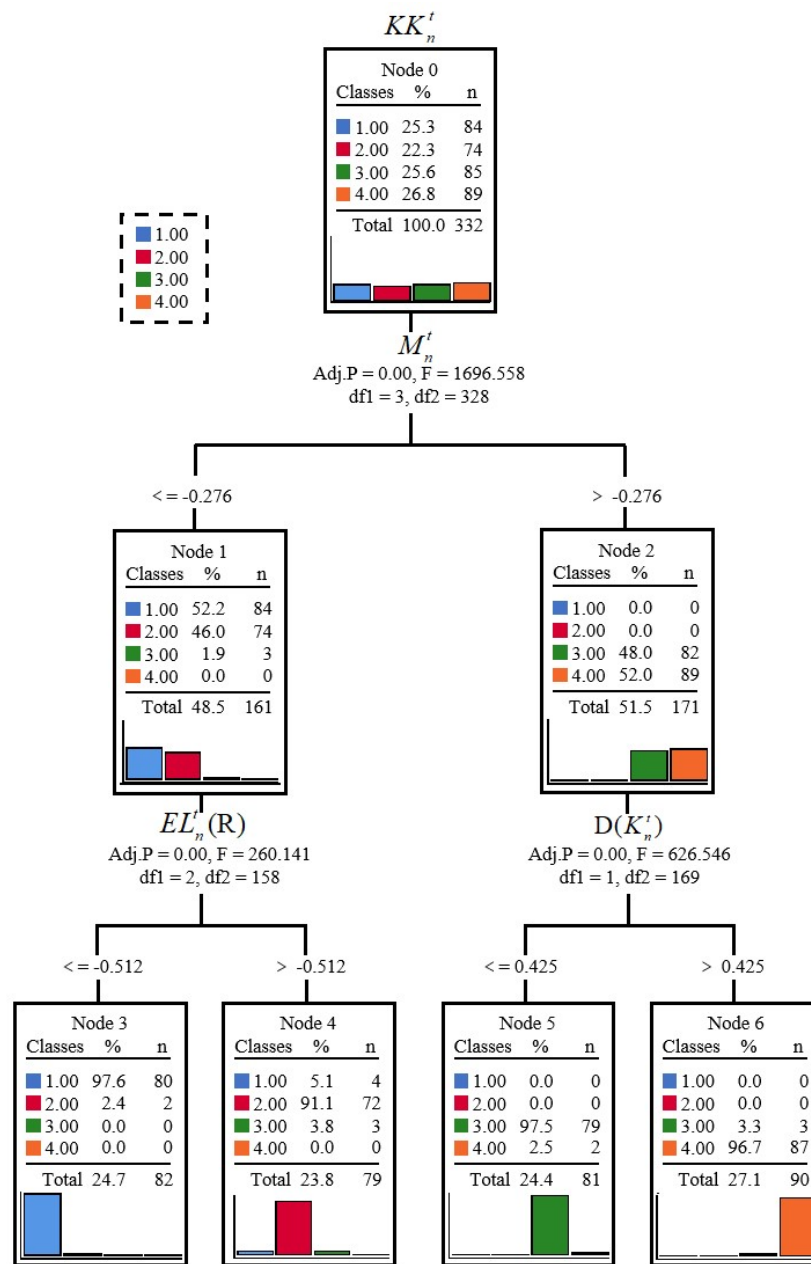 KK_n^t
Node 0
Classes % n
1.00 25.3 84
2.00 22.3 74
3.00 25.6 85
4.00 26.8 89
Total 100.0 332
1.00
2.00
3.00
4.00
M_n^t
Adj.P = 0.00, F = 1696.558
df1 = 3, df2 = 328
< = -0.276
> -0.276
Node 1
Classes % n
1.00 52.2 84
2.00 46.0 74
3.00 1.9 3
4.00 0.0 0
Total 48.5 161
Node 2
Classes % n
1.00 0.0 0
2.00 0.0 0
3.00 48.0 82
4.00 52.0 89
Total 51.5 171
EL_n^t(R)
Adj.P = 0.00, F = 260.141
df1 = 2, df2 = 158
D(K_n^t)
Adj.P = 0.00, F = 626.546
df1 = 1, df2 = 169
< = -0.512
> -0.512
< = 0.425
> 0.425
Node 3
Classes % n
1.00 97.6 80
2.00 2.4 2
3.00 0.0 0
4.00 0.0 0
Total 24.7 82
Node 4
Classes % n
1.00 5.1 4
2.00 91.1 72
3.00 3.8 3
4.00 0.0 0
Total 23.8 79
Node 5
Classes % n
1.00 0.0 0
2.00 0.0 0
3.00 97.5 79
4.00 2.5 2
Total 24.4 81
Node 6
Classes % n
1.00 0.0 0
2.00 0.0 0
3.00 3.3 3
4.00 96.7 87
Total 27.1 90